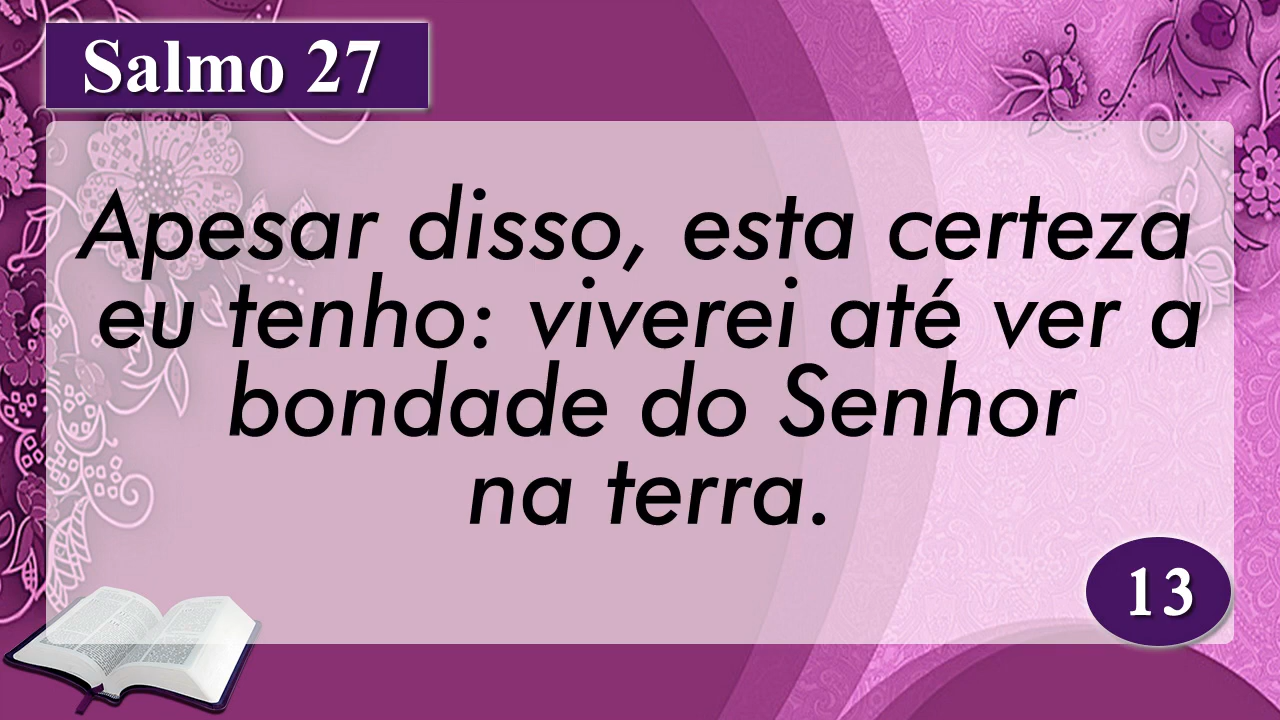 Salmo 27
Apesar disso, esta certeza
eu tenho: viverei até ver a
bondade do Senhor
na terra.
13